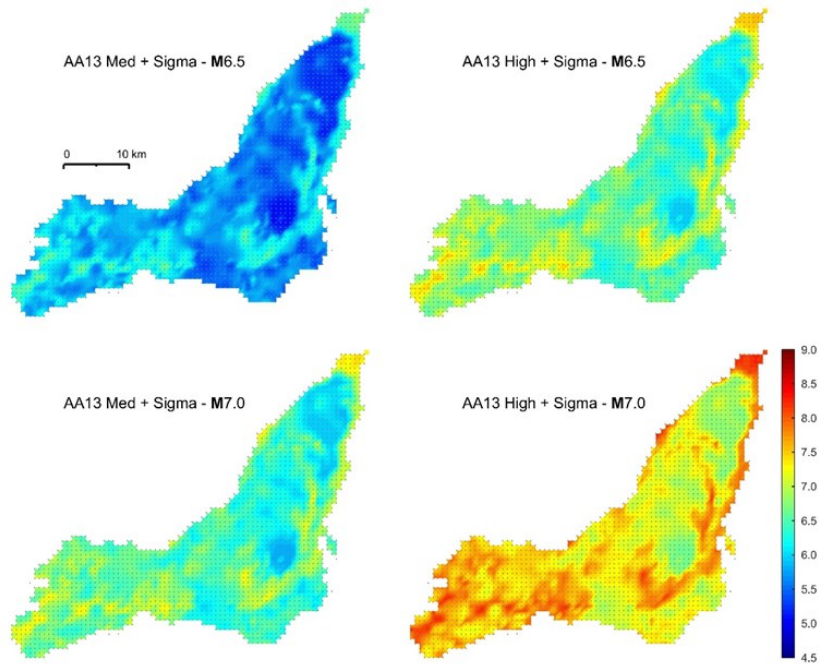 AA13 Med + Sigma - M6.5
AA13 High + Sigma - M6.5
0 10 km
AA13 Med + Sigma - M7.0
AA13 High + Sigma - M7.0
9.0
8.5
8.0
7.5
7.0
6.5
6.0
5.5
5.0
4.5